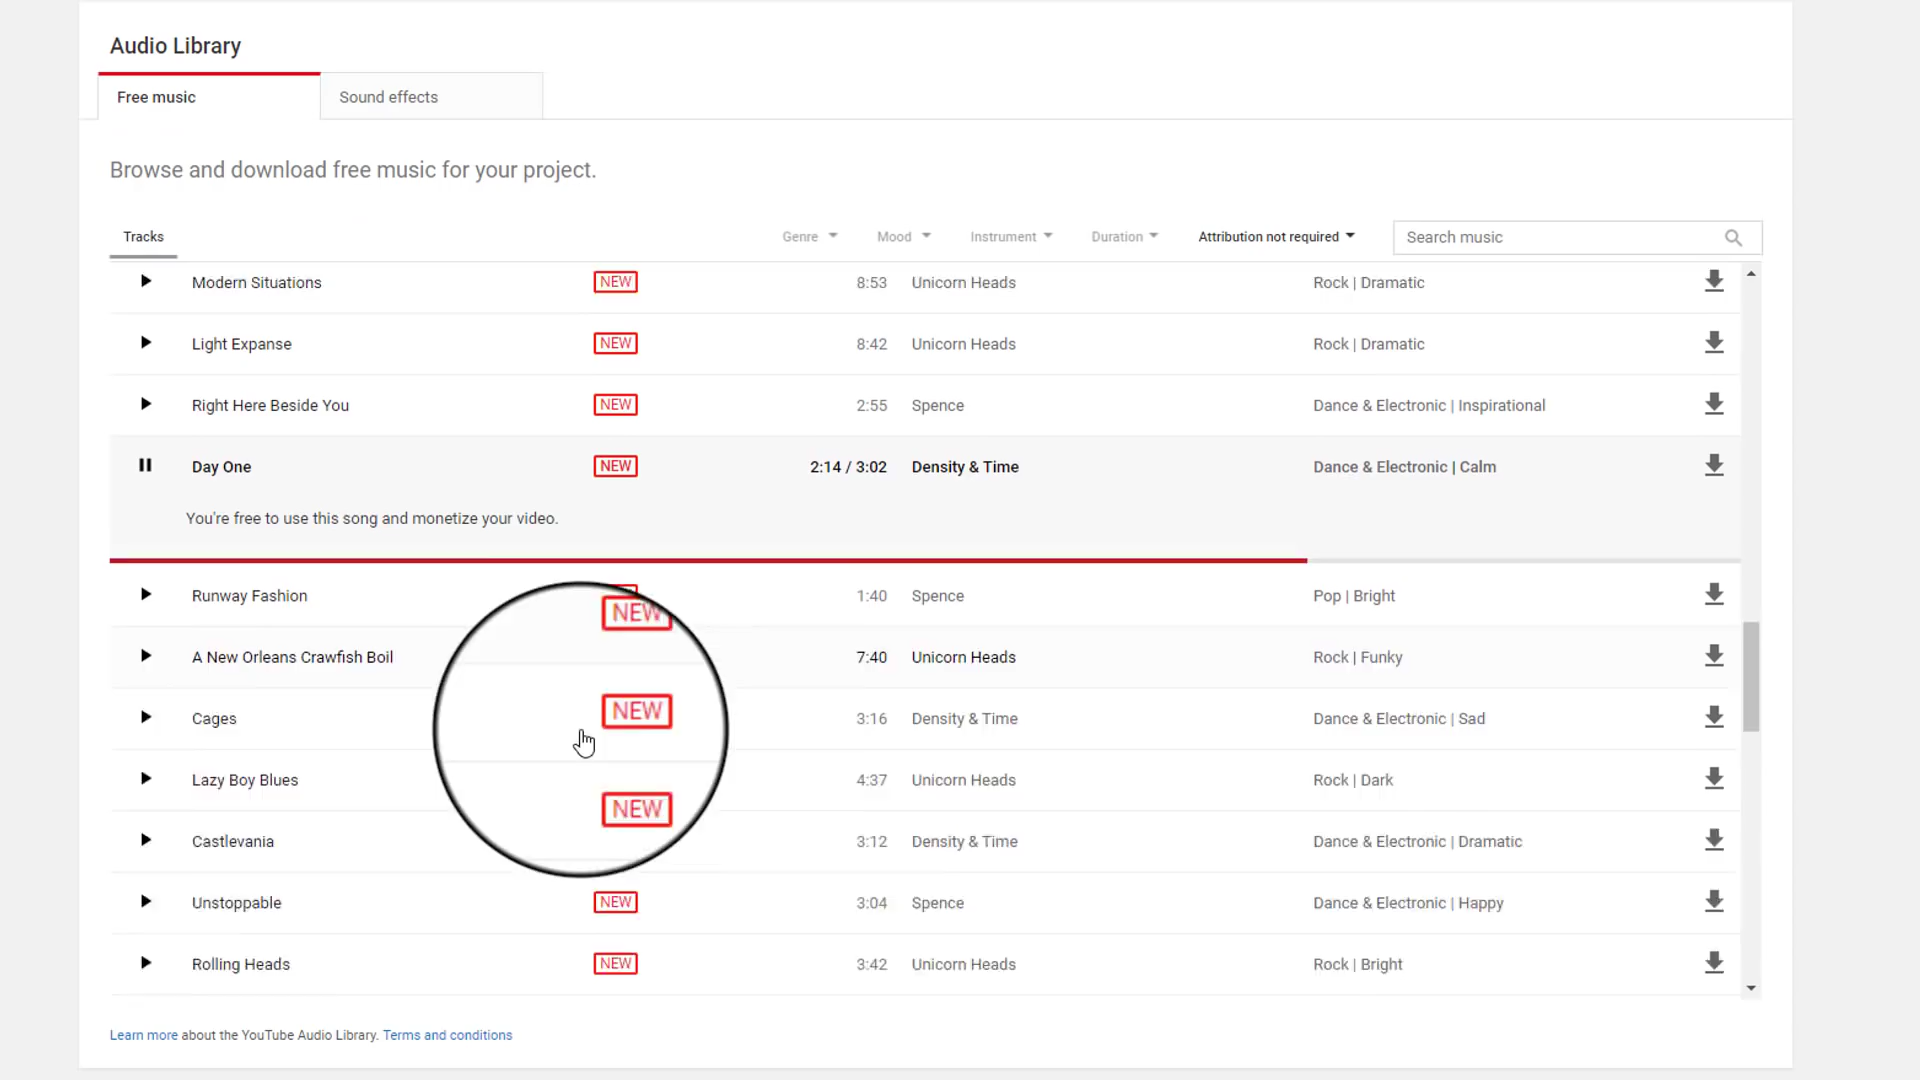 Audio Library
Free music
Sound effects
Browse and download free music for your project.
Tracks Genre Mood Instrument Duration Attribution not required Search music
Modern Situations NEW 8:53 Unicorn Heads Rock | Dramatic
Light Expanse NEW 8:42 Unicorn Heads Rock | Dramatic
Right Here Beside You NEW 2:55 Spence Dance & Electronic | Inspirational
Day One NEW 2:14 / 3:02 Density & Time Dance & Electronic | Calm
You're free to use this song and monetize your video.
Runway Fashion NEW 1:40 Spence Pop | Bright
A New Orleans Crawfish Boil 7:40 Unicorn Heads Rock | Funky
Cages NEW 3:16 Density & Time Dance & Electronic | Sad
Lazy Boy Blues NEW 4:37 Unicorn Heads Rock | Dark
Castlevania 3:12 Density & Time Dance & Electronic | Dramatic
Unstoppable NEW 3:04 Spence Dance & Electronic | Happy
Rolling Heads NEW 3:42 Unicorn Heads Rock | Bright
Learn more about the YouTube Audio Library. Terms and conditions